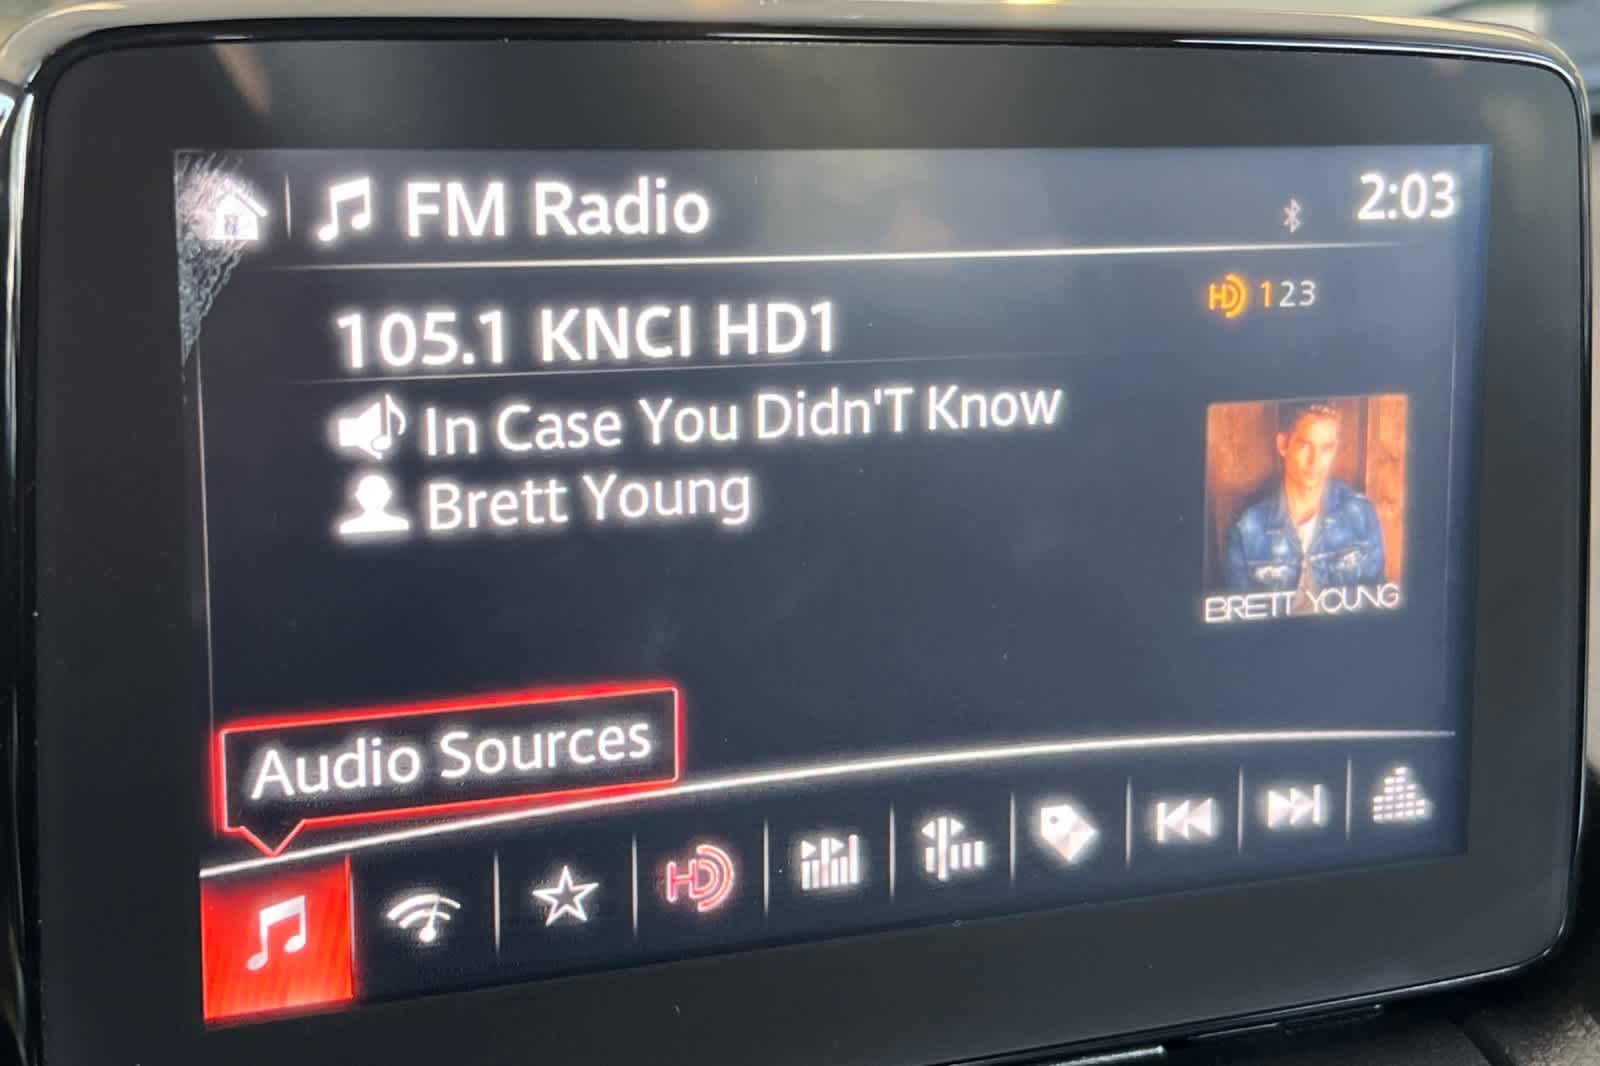 FM Radio
2:03
HD 123
105.1 KNCI HD1
In Case You Didn'T Know
Brett Young
BRETT YOUNG
Audio Sources
HD